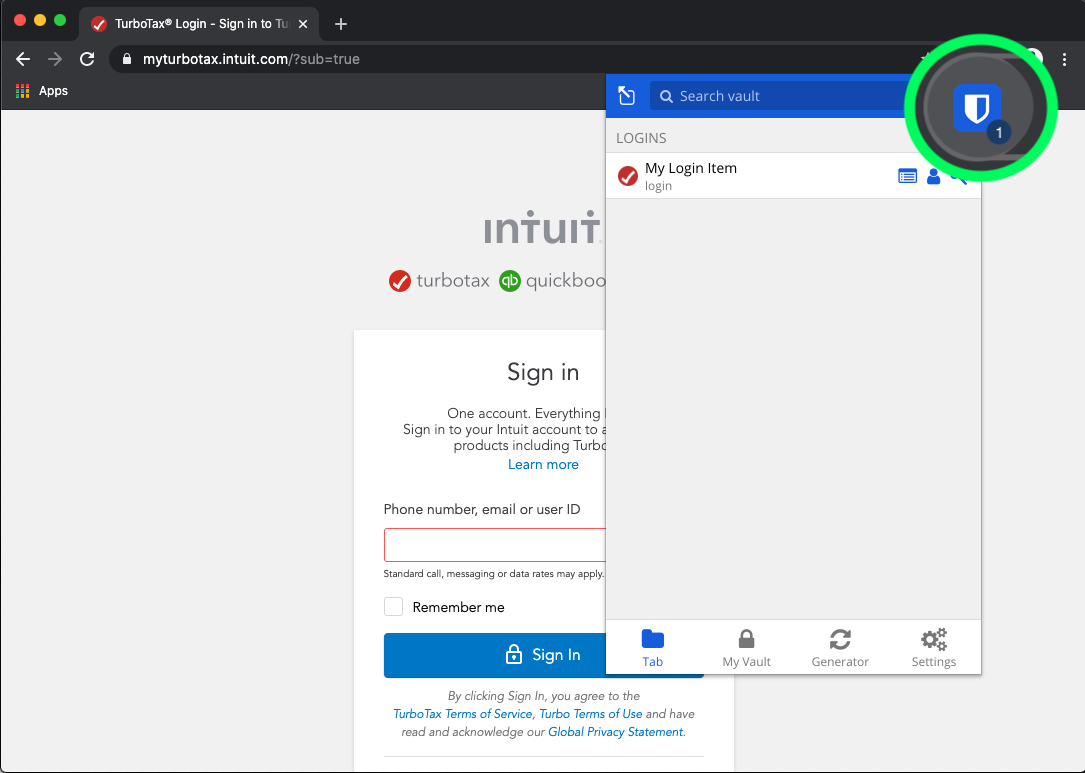 TurboTax® Login - Sign in to Tu
myturbotax.intuit.com/?sub=true
Apps
Search vault
1
LOGINS
My Login Item
login
intuit
turbotax quickboo
Sign in
One account. Everything
Sign in to your Intuit account to a
products including Turbo
Learn more
Phone number, email or user ID
Standard call, messaging or data rates may apply.
Remember me
Sign In
By clicking Sign In, you agree to the
TurboTax Terms of Service, Turbo Terms of Use and have
read and acknowledge our Global Privacy Statement.
Tab
My Vault
Generator
Settings